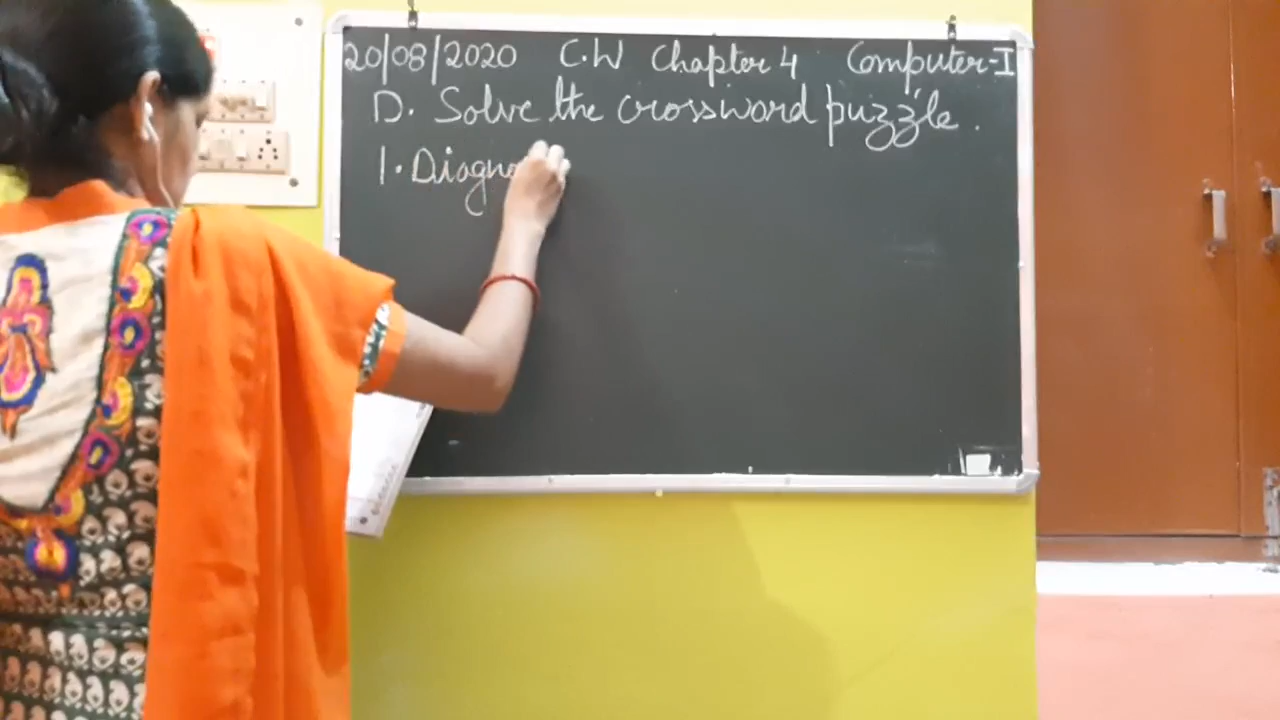 20/08/2020 C.W Chapter 4 Computer-I
D. Solve the crossword puzzle.
1. Diagno